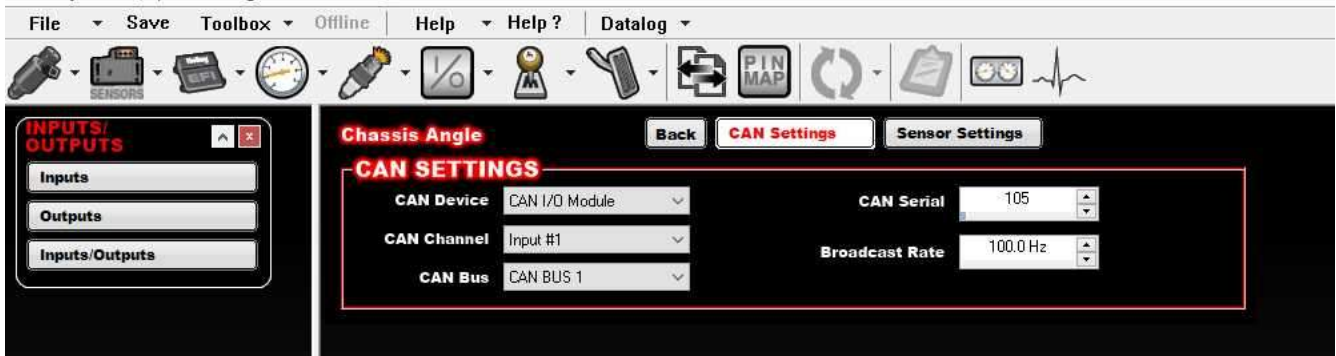 File Save Toolbox Offline Help Help ? Datalog
SENSORS Holley EFI I/O PIN MAP
INPUTS/
OUTPUTS
Inputs
Outputs
Inputs/Outputs
Chassis Angle Back CAN Settings Sensor Settings
CAN SETTINGS
CAN Device CAN I/O Module CAN Serial 105
CAN Channel Input #1 Broadcast Rate 100.0 Hz
CAN Bus CAN BUS 1